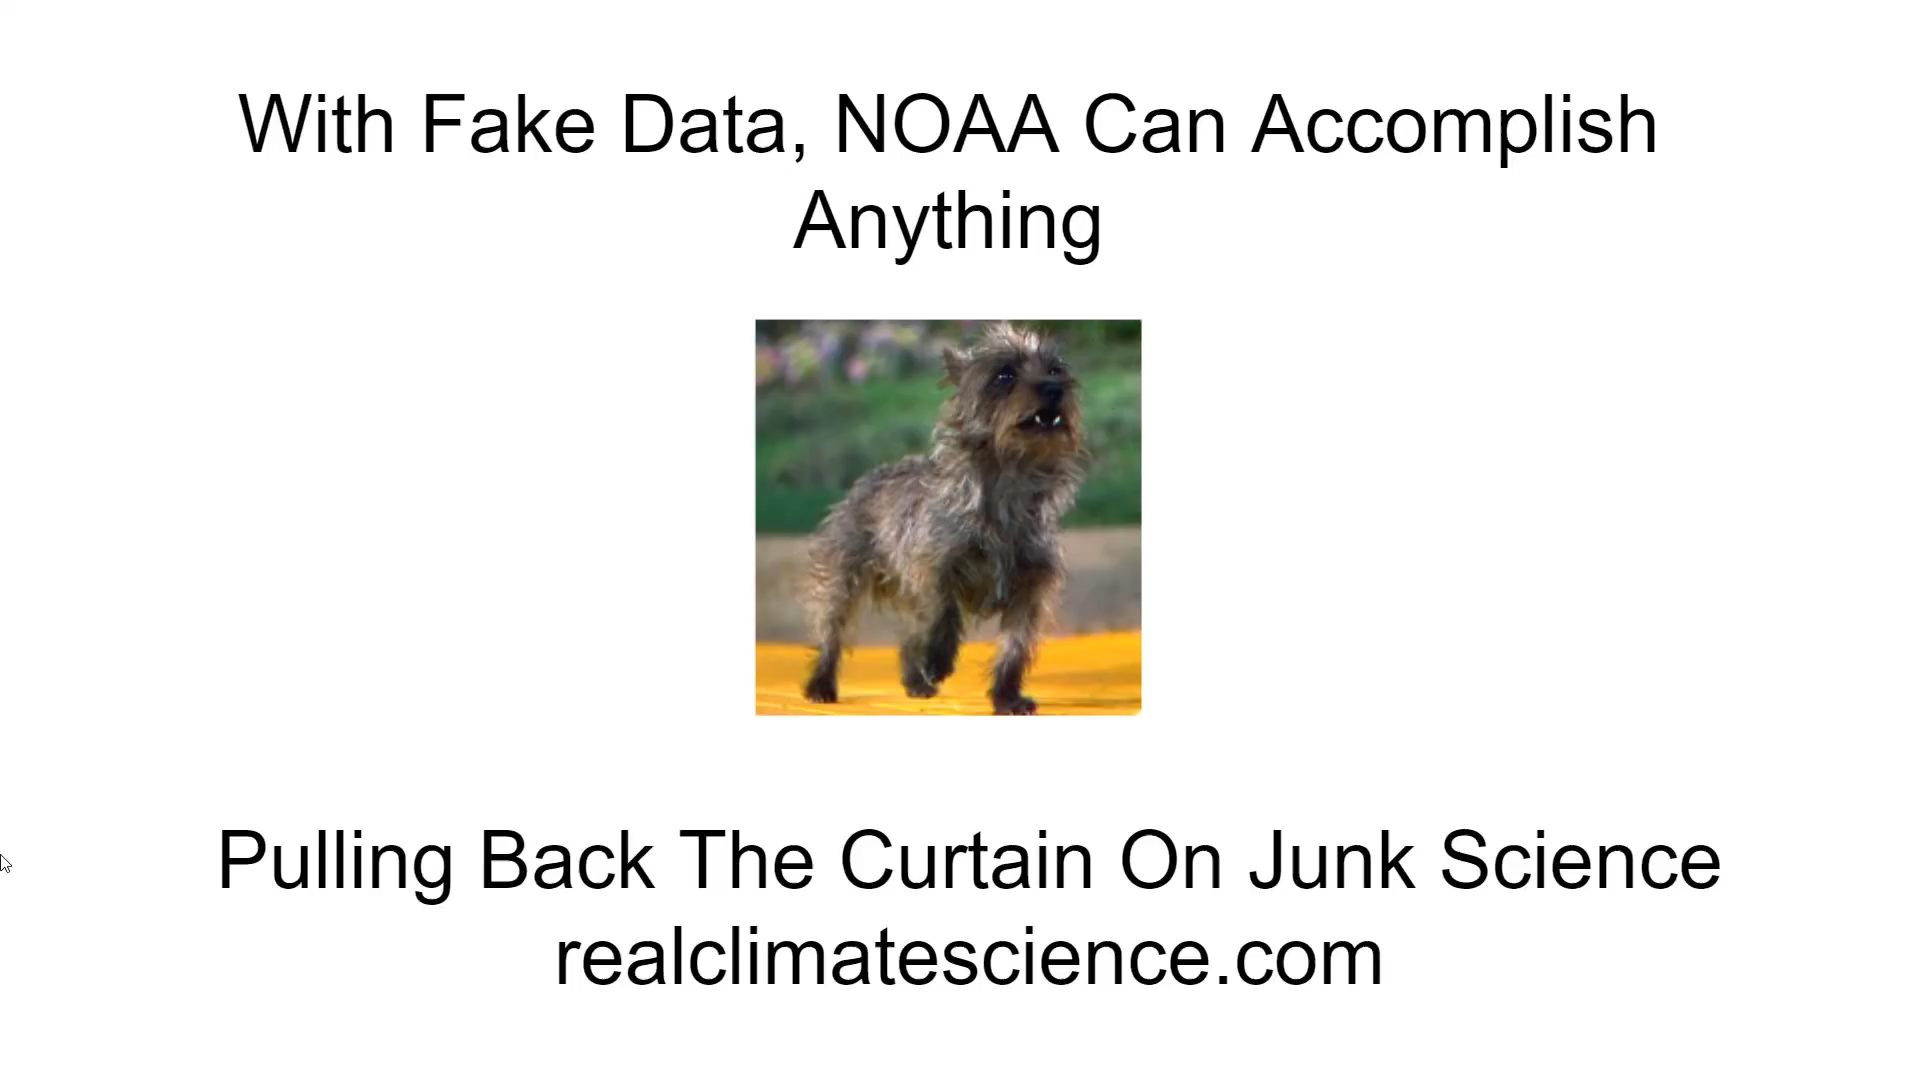 With Fake Data, NOAA Can Accomplish
Anything
Pulling Back The Curtain On Junk Science
realclimatescience.com